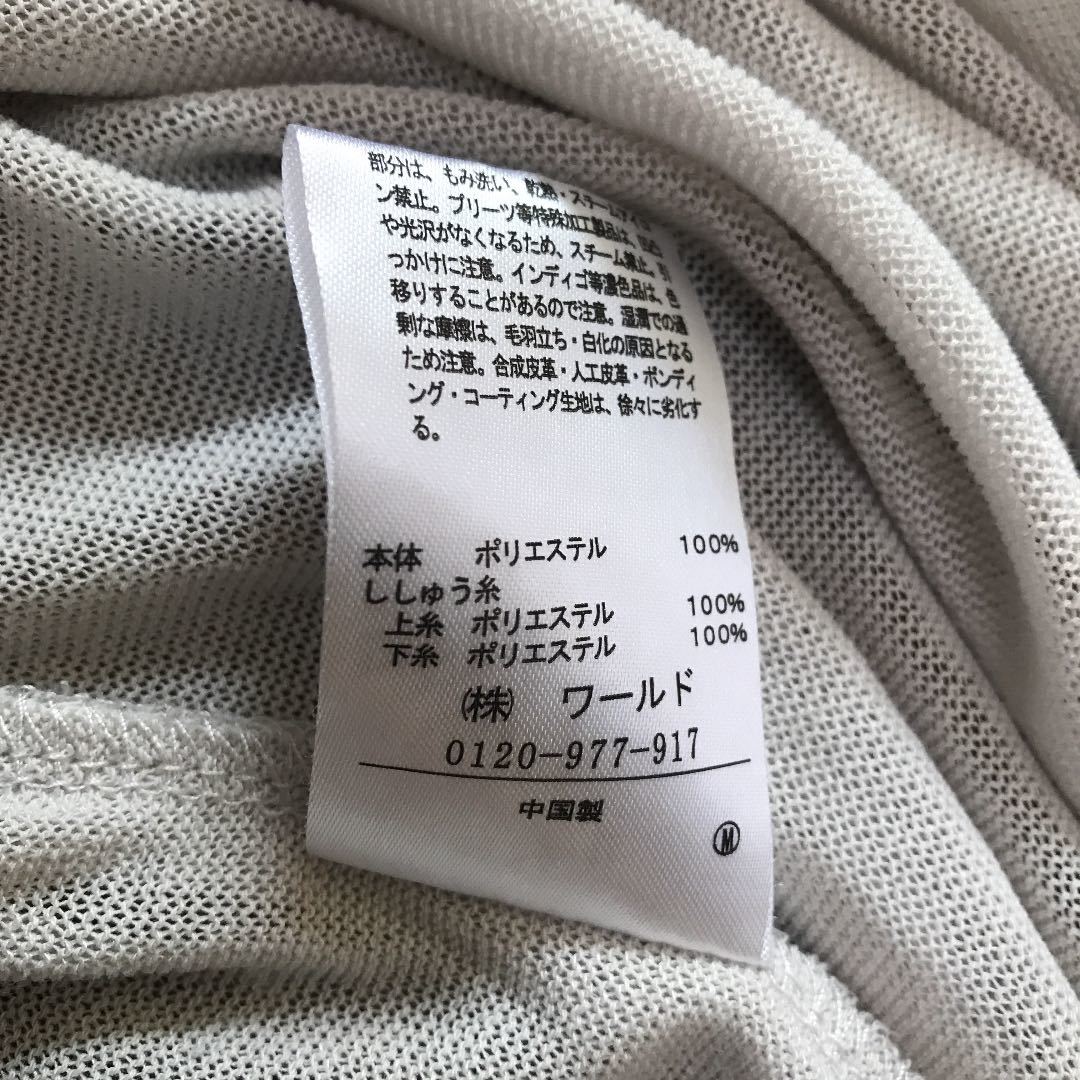 部分は、もみ洗い、乾熱・スチームアイロ
ン禁止。プリーツ等特殊加工製品は、
や光沢がなくなるため、スチーム禁止。引
っかけに注意。インディゴ等濃色品は、色
移りすることがあるので注意。湿潤での過
剰な摩擦は、毛羽立ち・白化の原因となる
ため注意。合成皮革・人工皮革・ボンディ
ング・コーティング生地は、徐々に劣化す
る。
本体 ポリエステル 100%
ししゅう糸
上糸 ポリエステル 100%
下糸 ポリエステル 100%
(株) ワールド
0120-977-917
中国製
Ⓜ